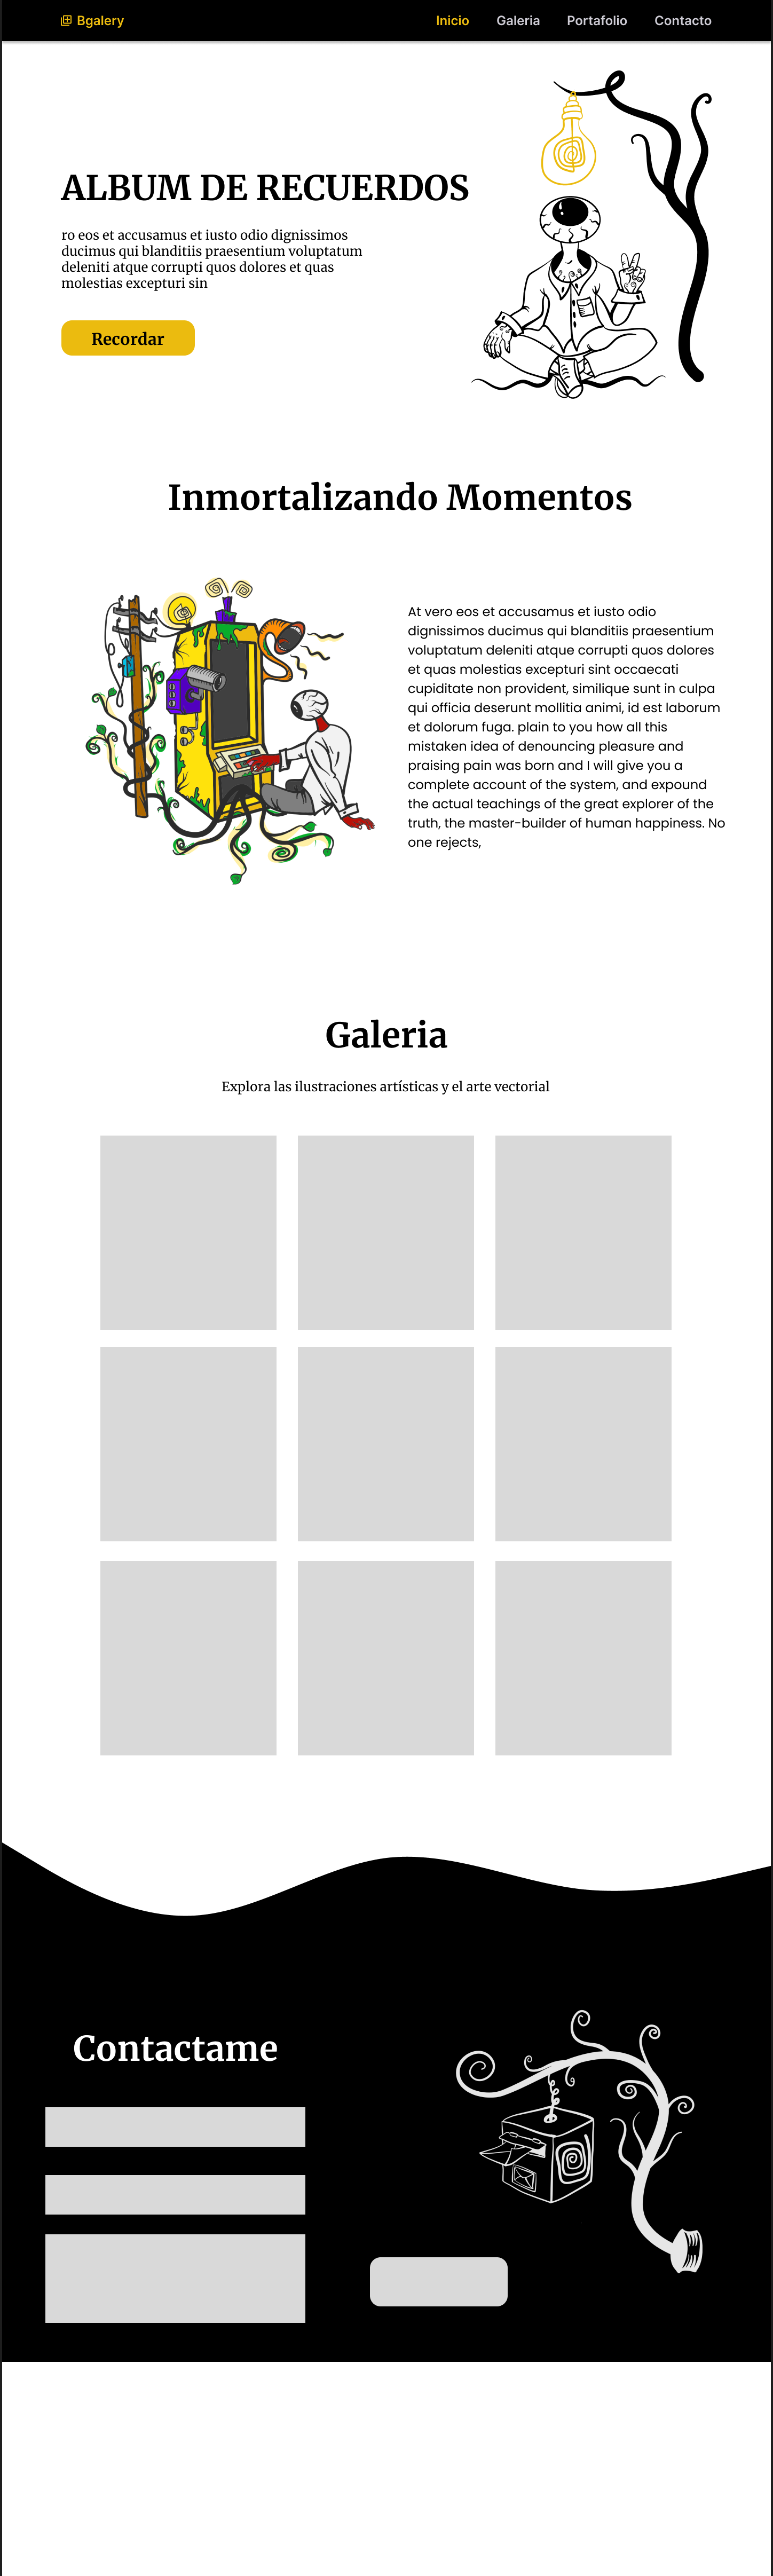 Bgalery
Inicio Galeria Portafolio Contacto
ALBUM DE RECUERDOS
ro eos et accusamus et iusto odio dignissimos
ducimus qui blanditiis praesentium voluptatum
deleniti atque corrupti quos dolores et quas
molestias excepturi sin
Recordar
Inmortalizando Momentos
At vero eos et accusamus et iusto odio
dignissimos ducimus qui blanditiis praesentium
voluptatum deleniti atque corrupti quos dolores
et quas molestias excepturi sint occaecati
cupiditate non provident, similique sunt in culpa
qui officia deserunt mollitia animi, id est laborum
et dolorum fuga. plain to you how all this
mistaken idea of denouncing pleasure and
praising pain was born and I will give you a
complete account of the system, and expound
the actual teachings of the great explorer of the
truth, the master-builder of human happiness. No
one rejects,
Galeria
Explora las ilustraciones artísticas y el arte vectorial
Contactame